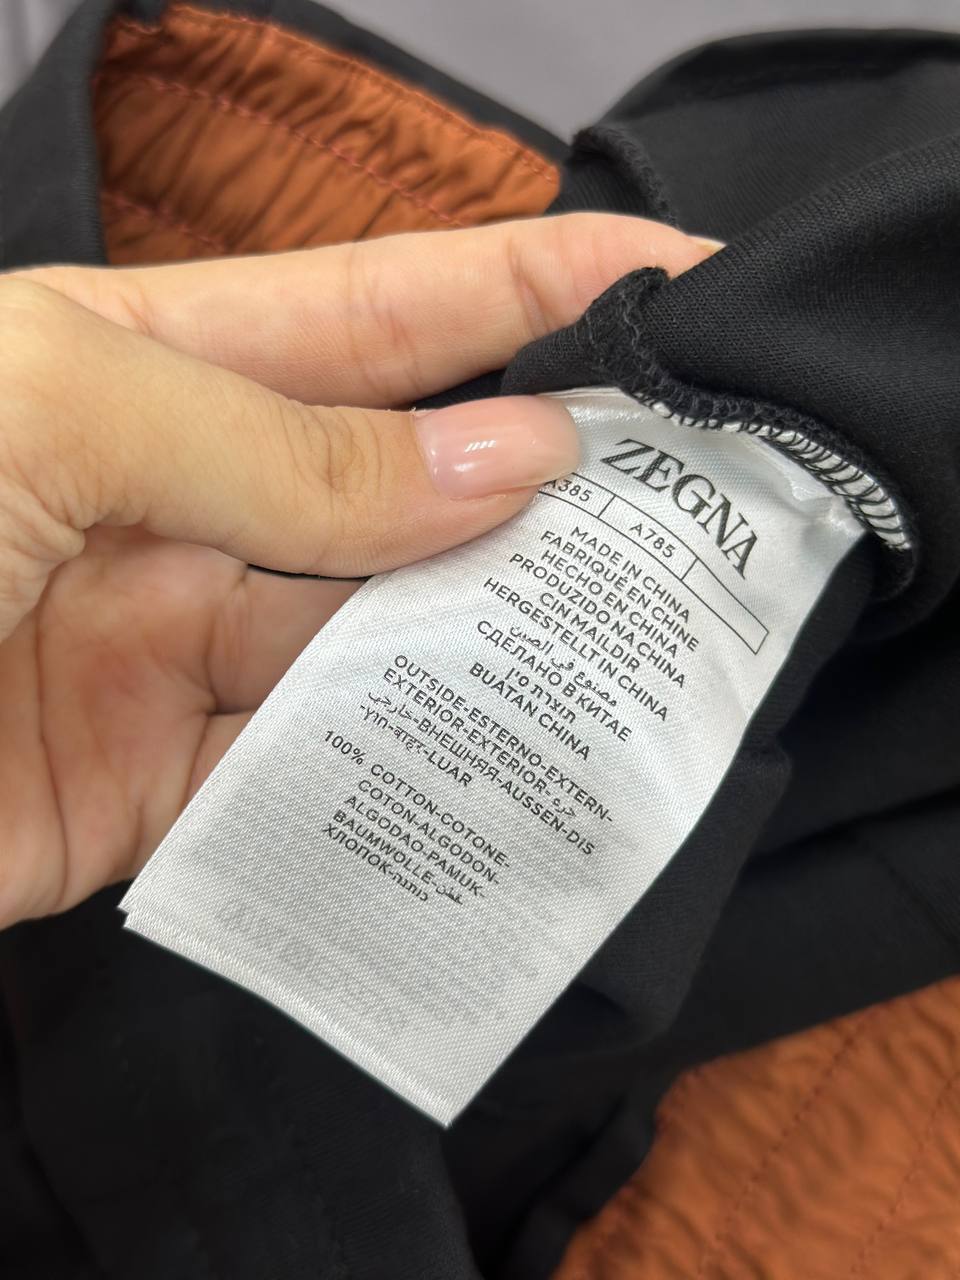 ZEGNA
A385 A785
MADE IN CHINA
FABRIQUÉ EN CHINE
HECHO EN CHINA
PRODUZIDO NA CHINA
CIN MAILDIR
HERGESTELLT IN CHINA
مصنوع في الصين
СДЕЛАНО В КИТАЕ
תוצרת סין
BUATAN CHINA
OUTSIDE-ESTERNO-EXTERN-
EXTERIOR-EXTERIOR-
خارجي-ВНЕШНЯЯ-AUSSEN-DIS
-LUAR
100% COTTON-COTONE-
COTON-ALGODON-
ALGODAO-PAMUK-
BAUMWOLLE-قطن-
ХЛОПОК-כותנה